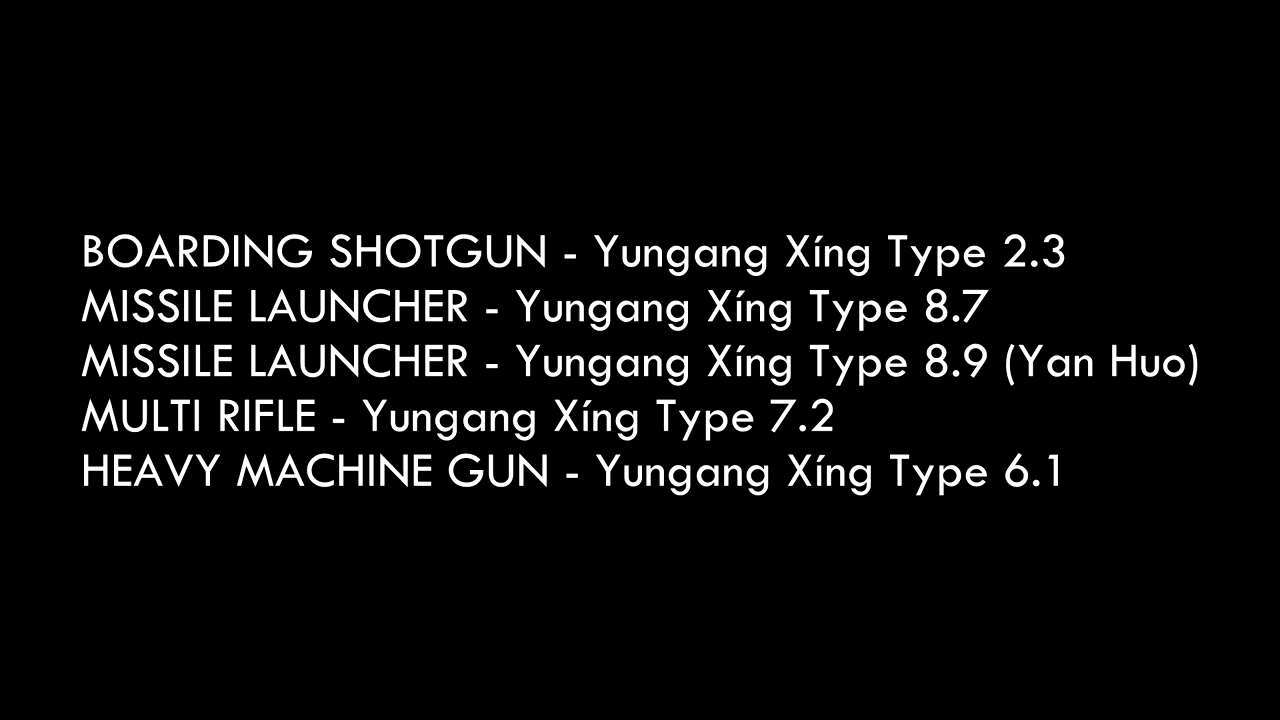 BOARDING SHOTGUN - Yungang Xíng Type 2.3
MISSILE LAUNCHER - Yungang Xíng Type 8.7
MISSILE LAUNCHER - Yungang Xíng Type 8.9 (Yan Huo)
MULTI RIFLE - Yungang Xíng Type 7.2
HEAVY MACHINE GUN - Yungang Xíng Type 6.1